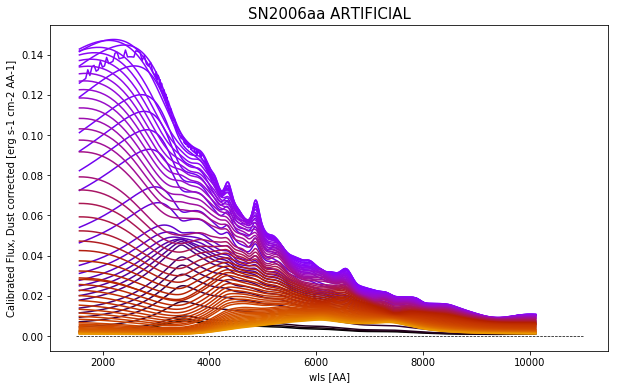 SN2006aa ARTIFICIAL
Calibrated Flux, Dust corrected [erg s-1 cm-2 AA-1]
0.14
0.12
0.10
0.08
0.06
0.04
0.02
0.00
2000 4000 6000 8000 10000
wls [AA]